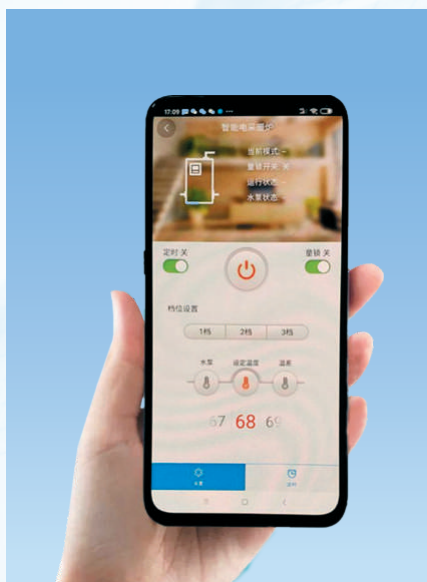 17:09
智能电采暖炉
当前模式:--
童锁开关: 关
运行状态:--
水泵状态:--
定时:关
童锁:关
档位设置
1档 2档 3档
水泵 设定温度 温差
67 68 69
定时